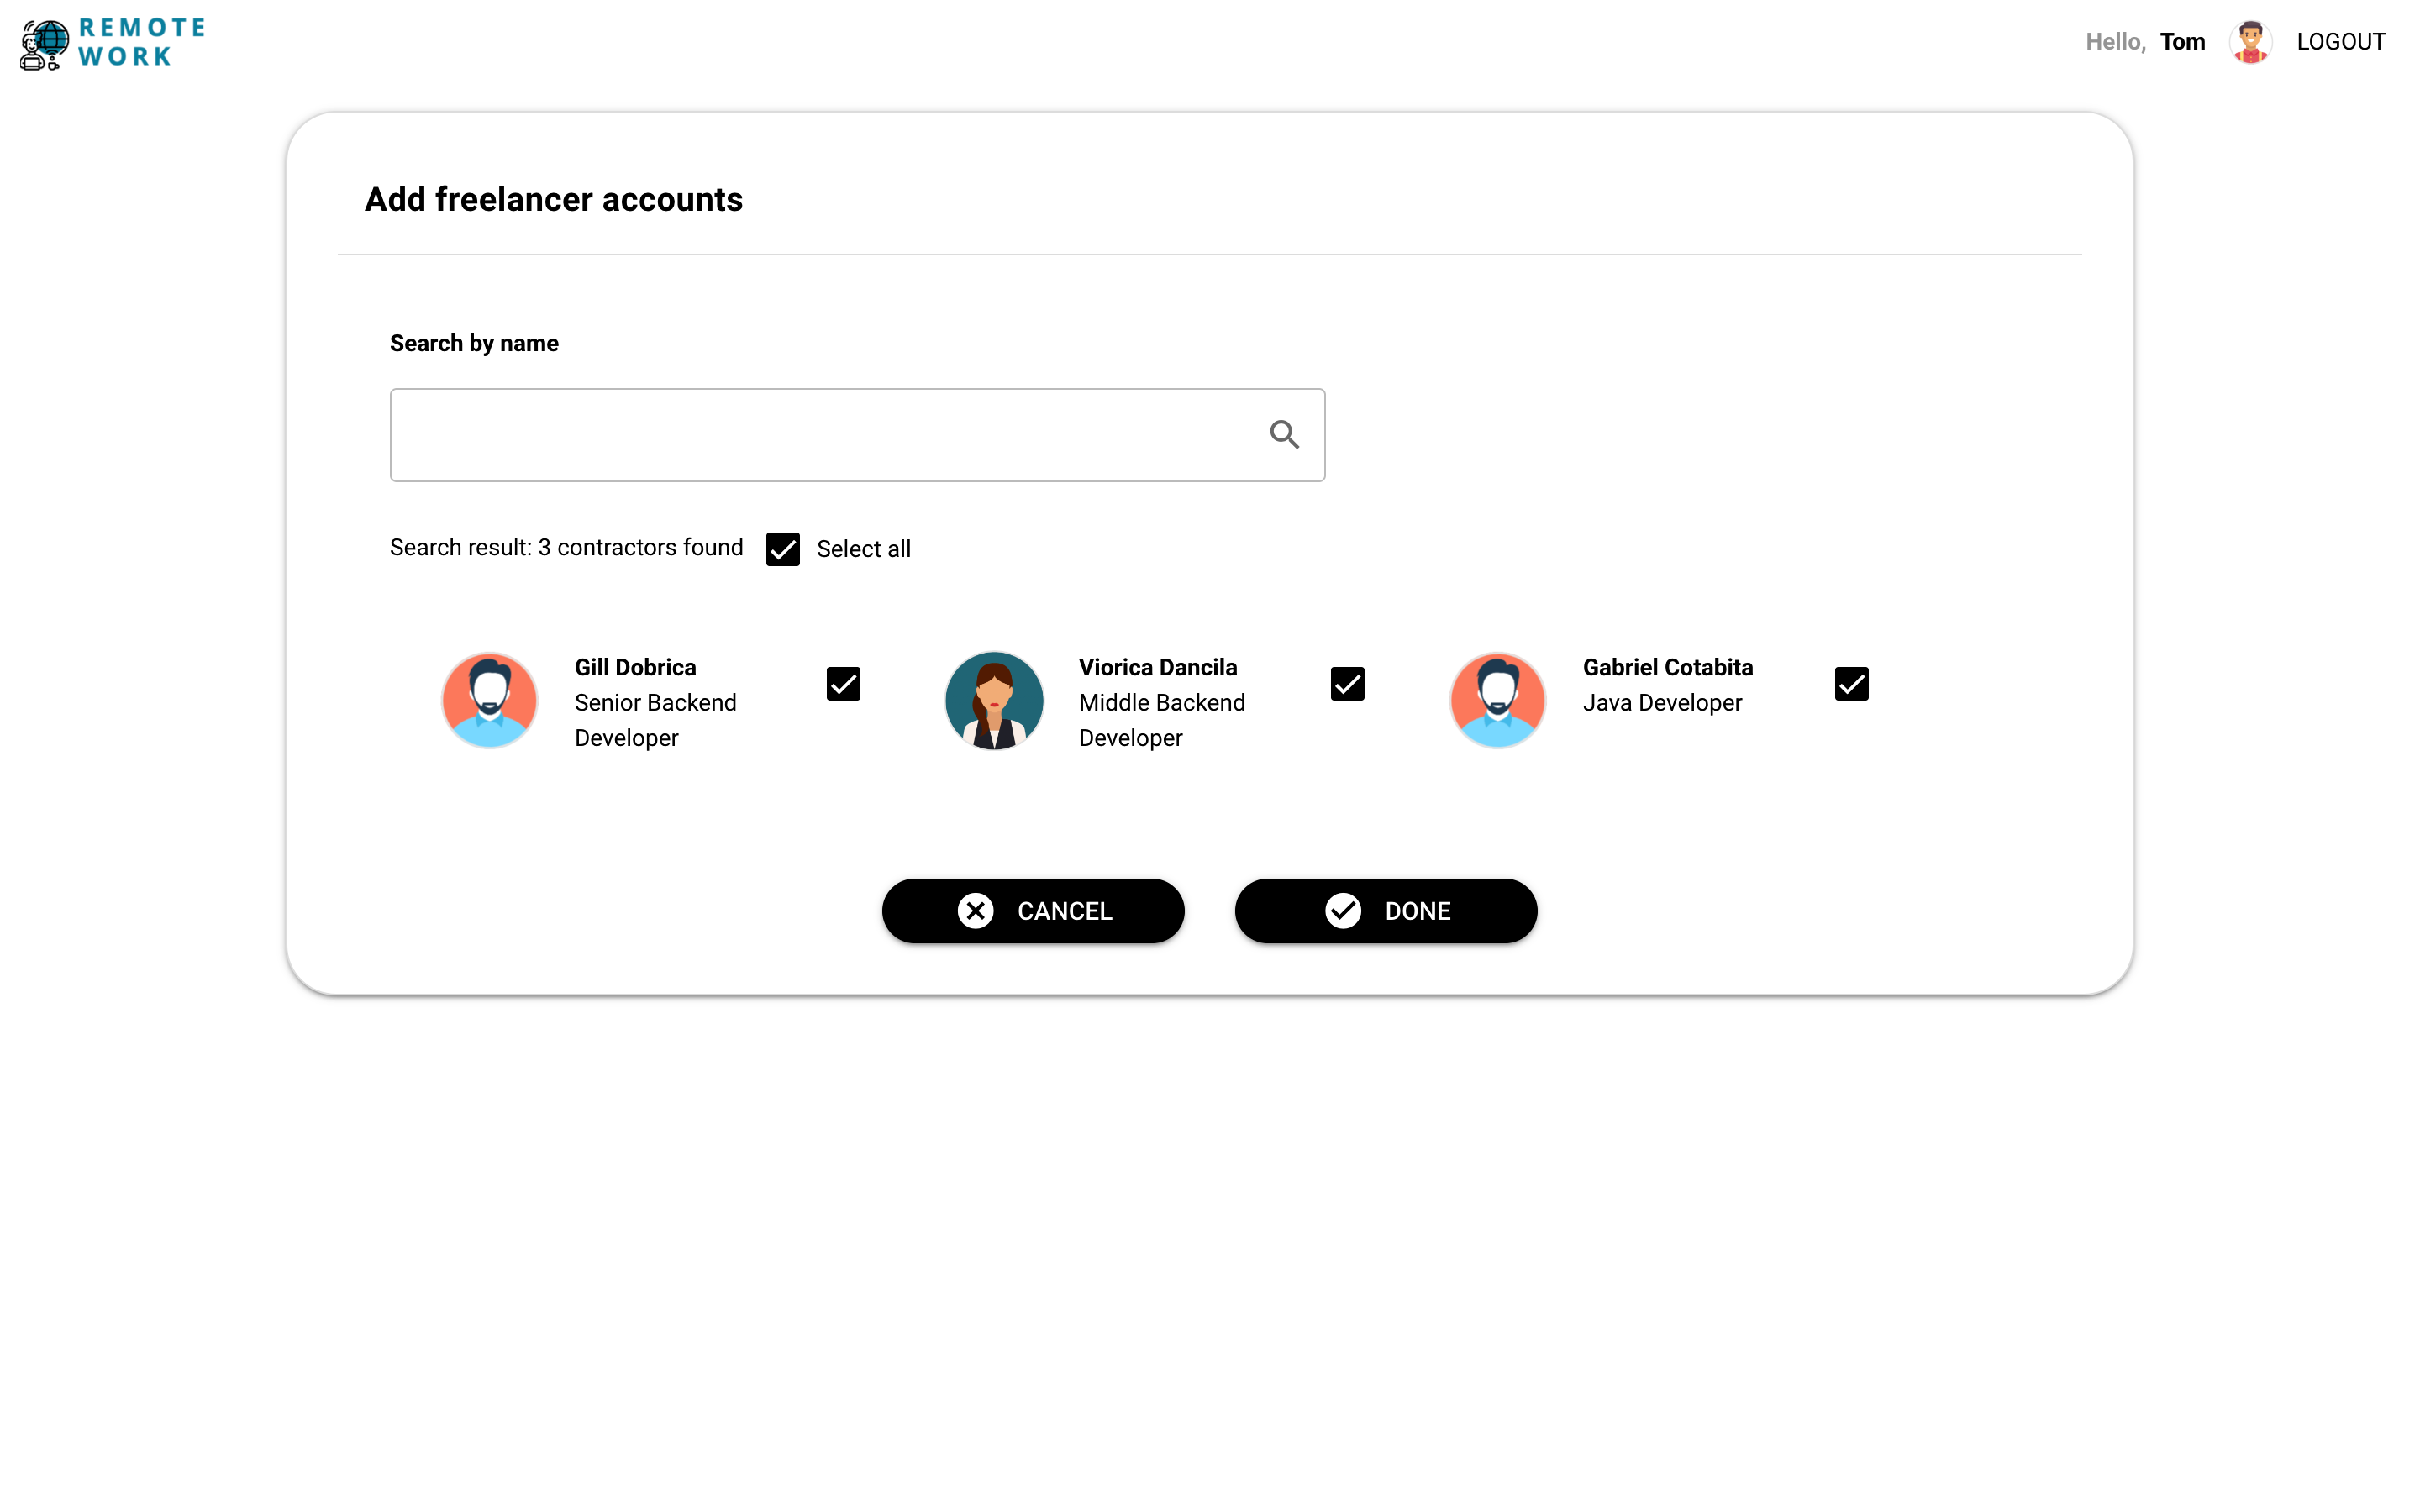 REMOTE
WORK
Hello, Tom
LOGOUT
Add freelancer accounts
Search by name
Search result: 3 contractors found
Select all
Gill Dobrica
Senior Backend
Developer
Viorica Dancila
Middle Backend
Developer
Gabriel Cotabita
Java Developer
CANCEL
DONE